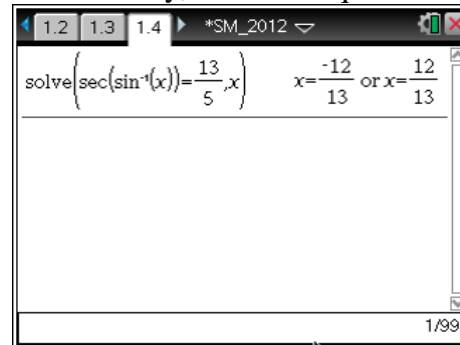 1.2 1.3 1.4 *SM_2012
solve(sec(sin⁻¹(x))=13/5,x) x=-12/13 or x=12/13
1/99